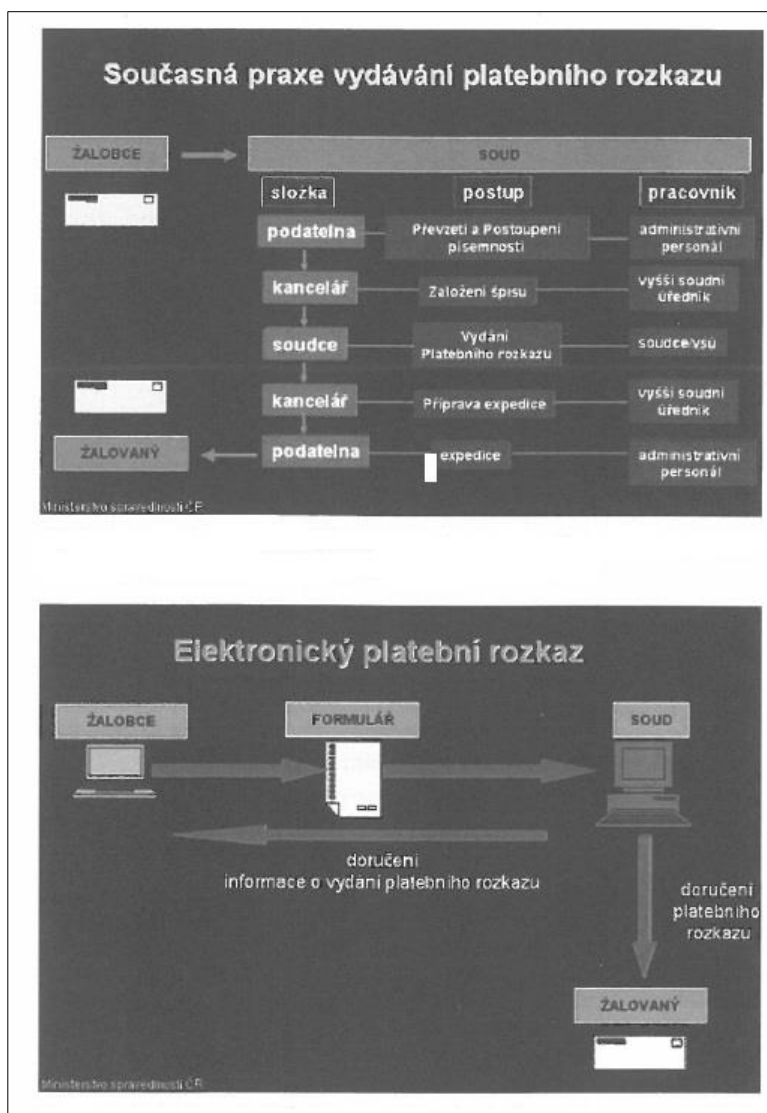 Současná praxe vydávání platebního rozkazu
ŽALOBCE
SOUD
složka
postup
pracovník
podatelna
Převzetí a Postoupení
písemností
administrativní
personál
kancelář
Založení spisu
vyšší soudní
úředník
soudce
Vydání
Platebního rozkazu
soudce/vsú
kancelář
Příprava expedice
vyšší soudní
úředník
ŽALOVANÝ
podatelna
expedice
administrativní
personál
Ministerstvo spravedlnosti ČR
Elektronický platební rozkaz
ŽALOBCE
FORMULÁŘ
SOUD
doručení
informace o vydání platebního rozkazu
doručení
platebního
rozkazu
ŽALOVANÝ
Ministerstvo spravedlnosti ČR